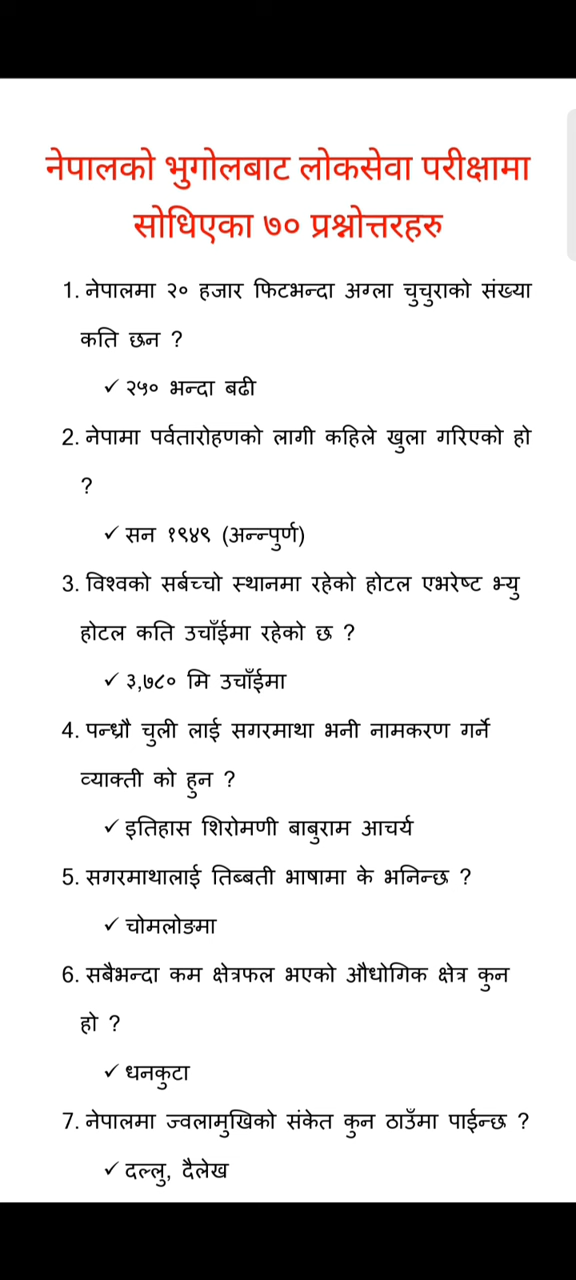 नेपालको भुगोलबाट लोकसेवा परीक्षामा
सोधिएका ७० प्रश्नोत्तरहरु
1. नेपालमा २० हजार फिटभन्दा अग्ला चुचुराको संख्या
कति छन ?
✓ २५० भन्दा बढी
2. नेपामा पर्वतारोहणको लागी कहिले खुला गरिएको हो
?
✓ सन १९४९ (अन्न्पुर्ण)
3. विश्वको सर्बच्चो स्थानमा रहेको होटल एभरेष्ट भ्यु
होटल कति उचाँईमा रहेको छ ?
✓ ३,७८० मि उचाँईमा
4. पन्ध्रौ चुली लाई सगरमाथा भनी नामकरण गर्ने
व्याक्ती को हुन ?
✓ इतिहास शिरोमणी बाबुराम आचर्य
5. सगरमाथालाई तिब्बती भाषामा के भनिन्छ ?
✓ चोमलोङमा
6. सबैभन्दा कम क्षेत्रफल भएको औधोगिक क्षेत्र कुन
हो ?
✓ धनकुटा
7. नेपालमा ज्वलामुखिको संकेत कुन ठाउँमा पाईन्छ ?
✓ दल्लु, दैलेख